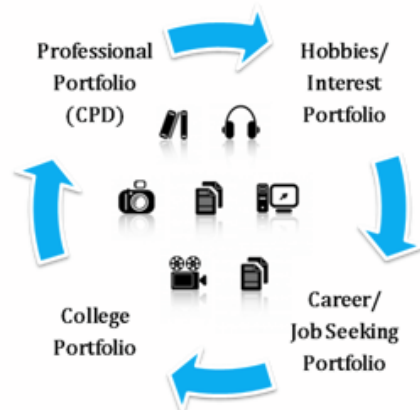 Professional
Portfolio
(CPD)
Hobbies/
Interest
Portfolio
Career/
Job Seeking
Portfolio
College
Portfolio